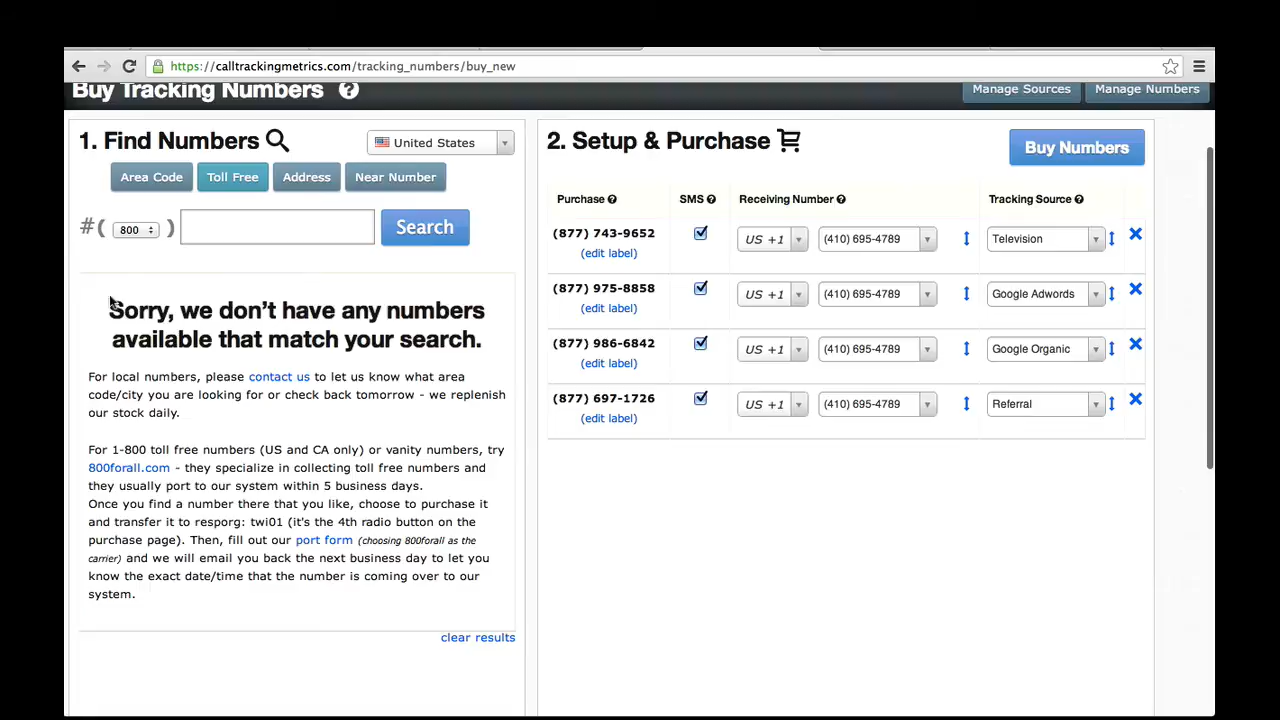 https://calltrackingmetrics.com/tracking_numbers/buy_new
Buy Tracking Numbers ?
Manage Sources
Manage Numbers
1. Find Numbers
United States
Area Code
Toll Free
Address
Near Number
#( 800 )
Search
Sorry, we don't have any numbers
available that match your search.
For local numbers, please contact us to let us know what area
code/city you are looking for or check back tomorrow - we replenish
our stock daily.
For 1-800 toll free numbers (US and CA only) or vanity numbers, try
800forall.com - they specialize in collecting toll free numbers and
they usually port to our system within 5 business days.
Once you find a number there that you like, choose to purchase it
and transfer it to resporg: twi01 (it's the 4th radio button on the
purchase page). Then, fill out our port form (choosing 800forall as the
carrier) and we will email you back the next business day to let you
know the exact date/time that the number is coming over to our
system.
clear results
2. Setup & Purchase
Buy Numbers
Purchase ? SMS ? Receiving Number ? Tracking Source ?
(877) 743-9652 US +1 (410) 695-4789 Television
(edit label)
(877) 975-8858 US +1 (410) 695-4789 Google Adwords
(edit label)
(877) 986-6842 US +1 (410) 695-4789 Google Organic
(edit label)
(877) 697-1726 US +1 (410) 695-4789 Referral
(edit label)